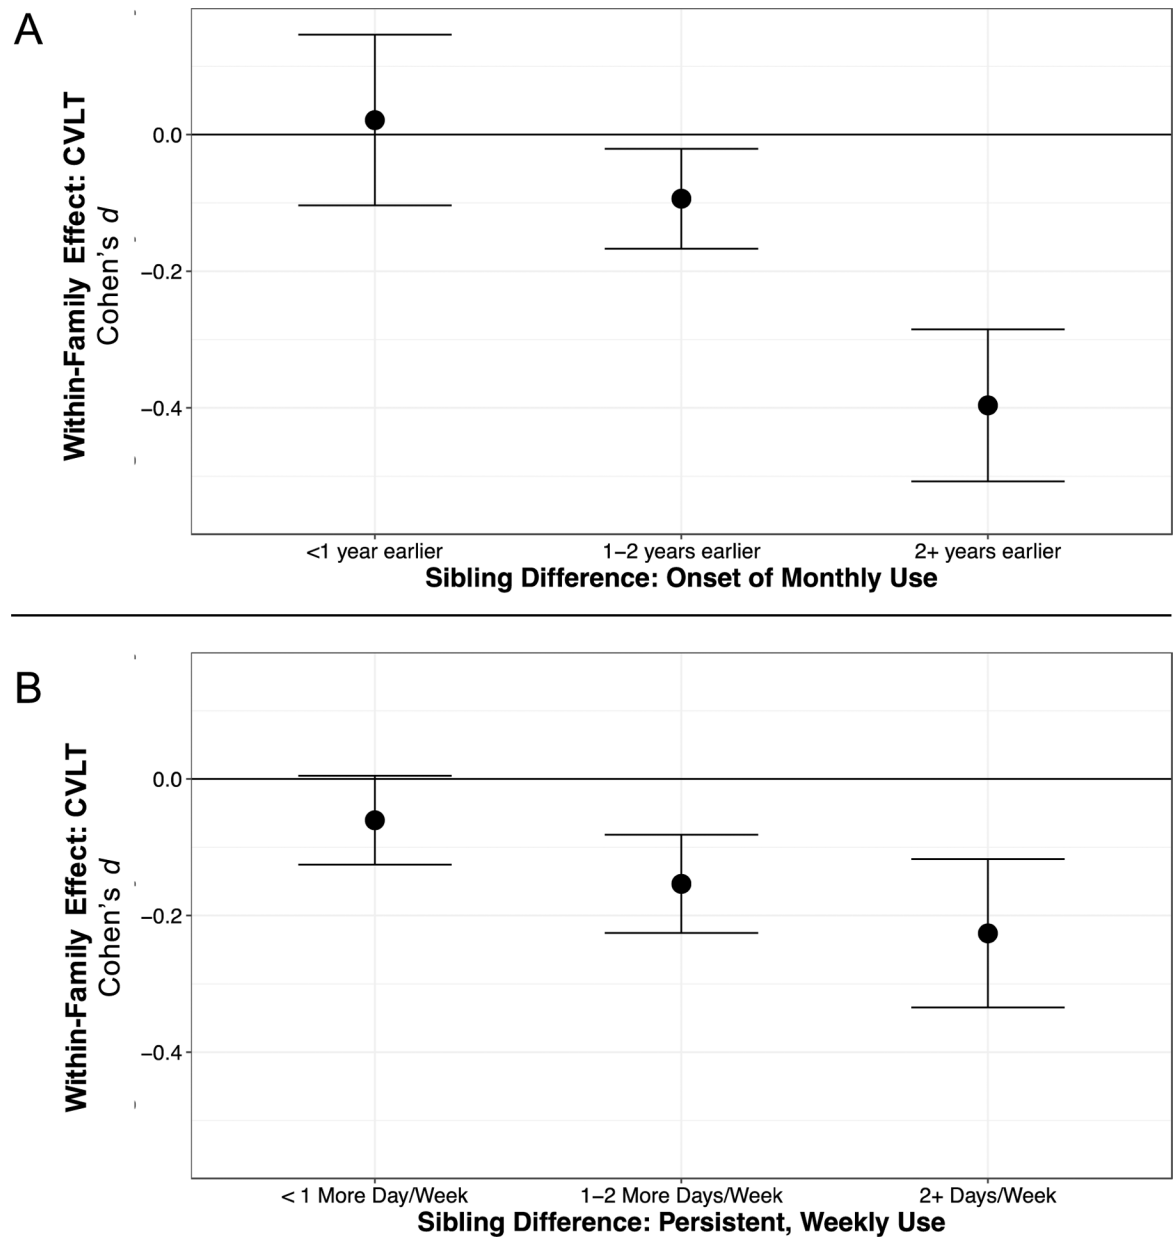 A
Within-Family Effect: CVLT
Cohen's d
0.0
−0.2
−0.4
<1 year earlier
1−2 years earlier
2+ years earlier
Sibling Difference: Onset of Monthly Use
B
Within-Family Effect: CVLT
Cohen's d
0.0
−0.2
−0.4
< 1 More Day/Week
1−2 More Days/Week
2+ Days/Week
Sibling Difference: Persistent, Weekly Use